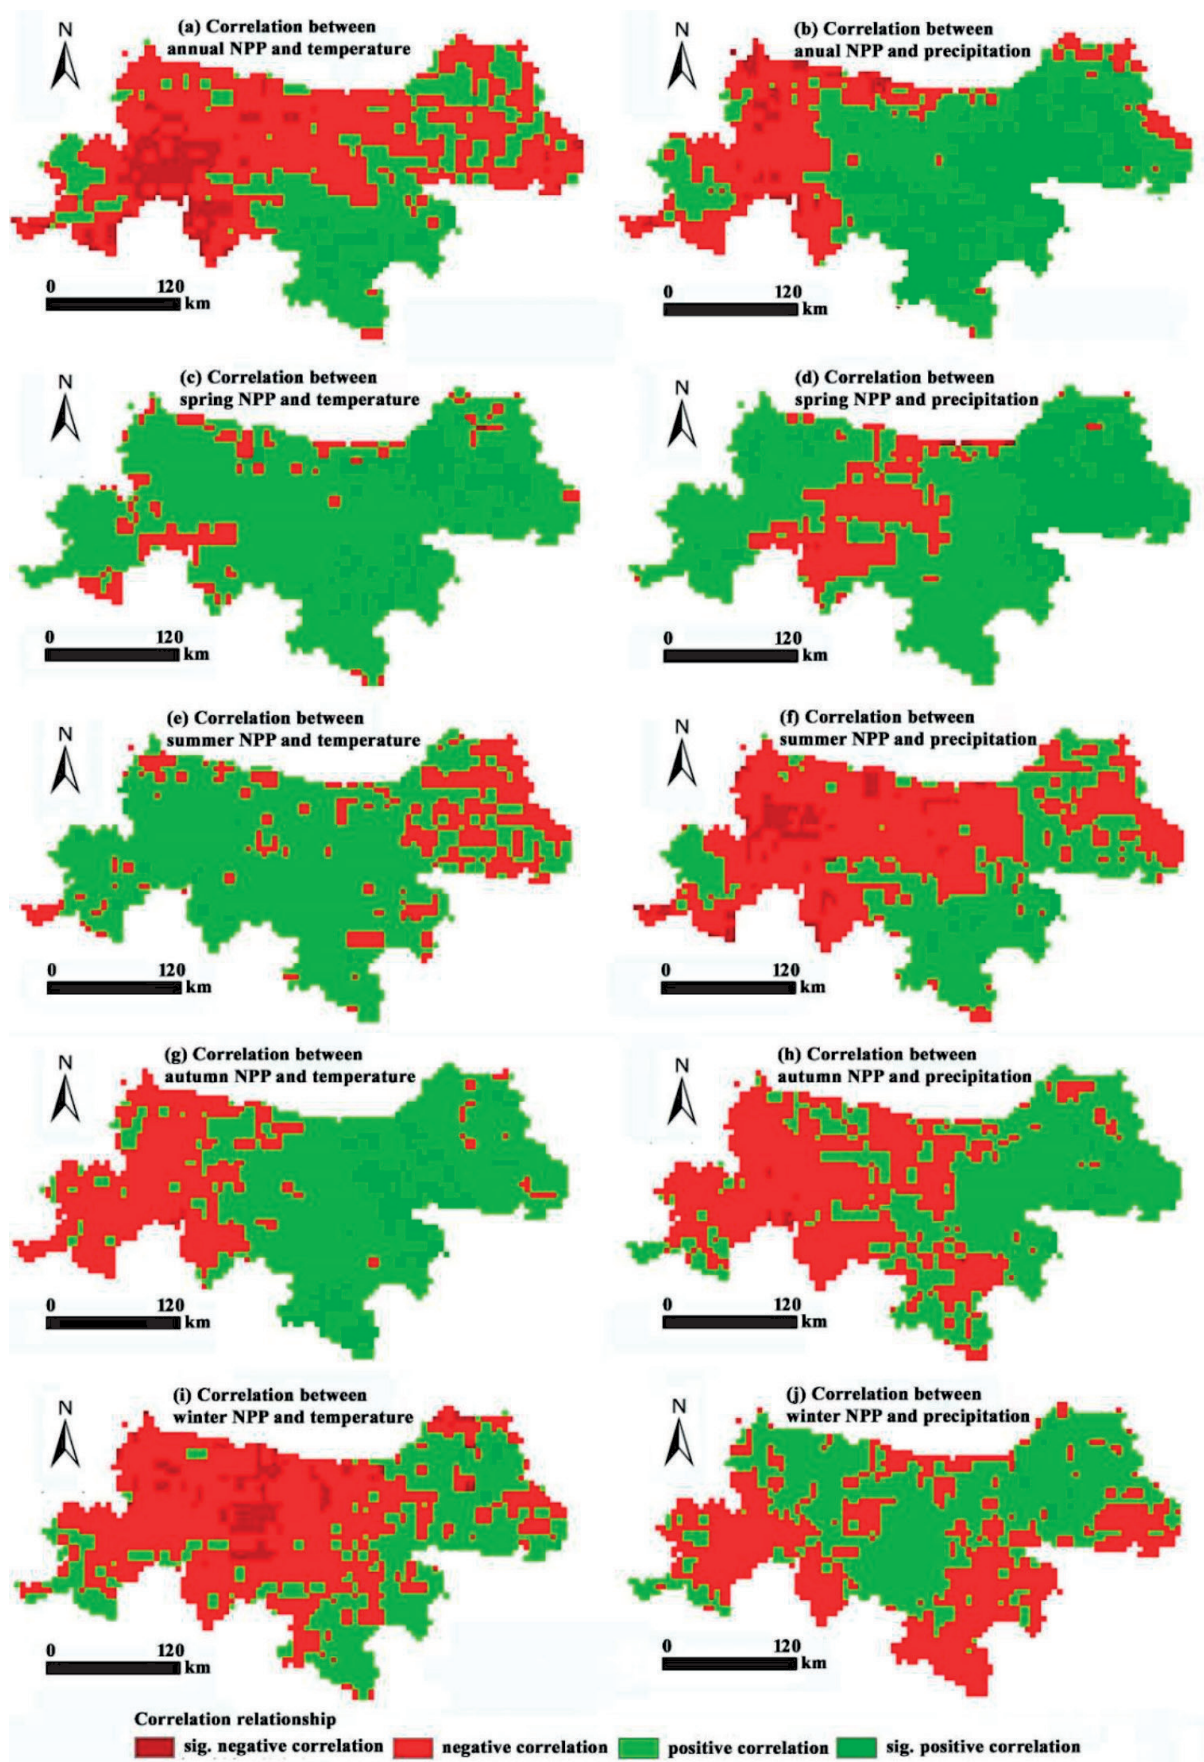 (a) Correlation between
annual NPP and temperature
N
0 120
km
(b) Correlation between
anual NPP and precipitation
N
0 120
km
(c) Correlation between
spring NPP and temperature
N
0 120
km
(d) Correlation between
spring NPP and precipitation
N
0 120
km
(e) Correlation between
summer NPP and temperature
N
0 120
km
(f) Correlation between
summer NPP and precipitation
N
0 120
km
(g) Correlation between
autumn NPP and temperature
N
0 120
km
(h) Correlation between
autumn NPP and precipitation
N
0 120
km
(i) Correlation between
winter NPP and temperature
N
0 120
km
(j) Correlation between
winter NPP and precipitation
N
0 120
km
Correlation relationship
sig. negative correlation negative correlation positive correlation sig. positive correlation